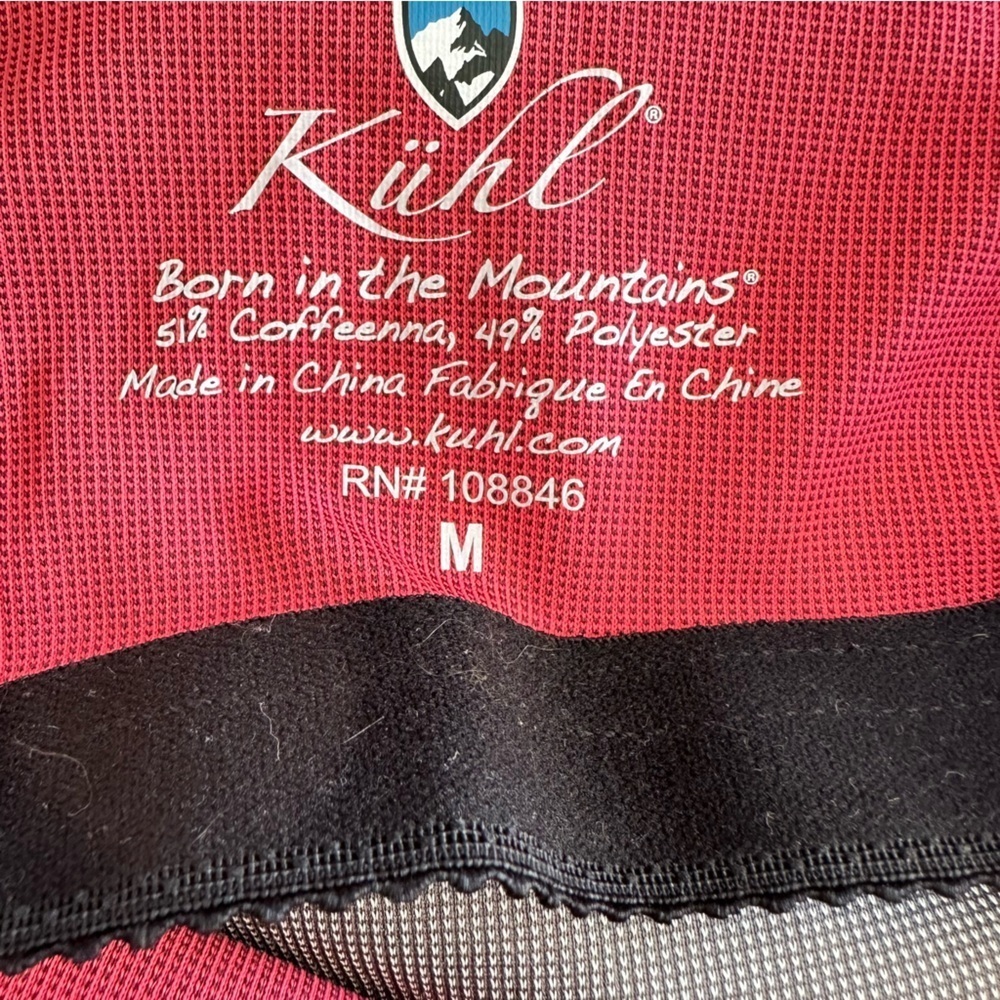 Kühl®
Born in the Mountains®
51% Coffeenna, 49% Polyester
Made in China Fabrique En Chine
www.kuhl.com
RN# 108846
M